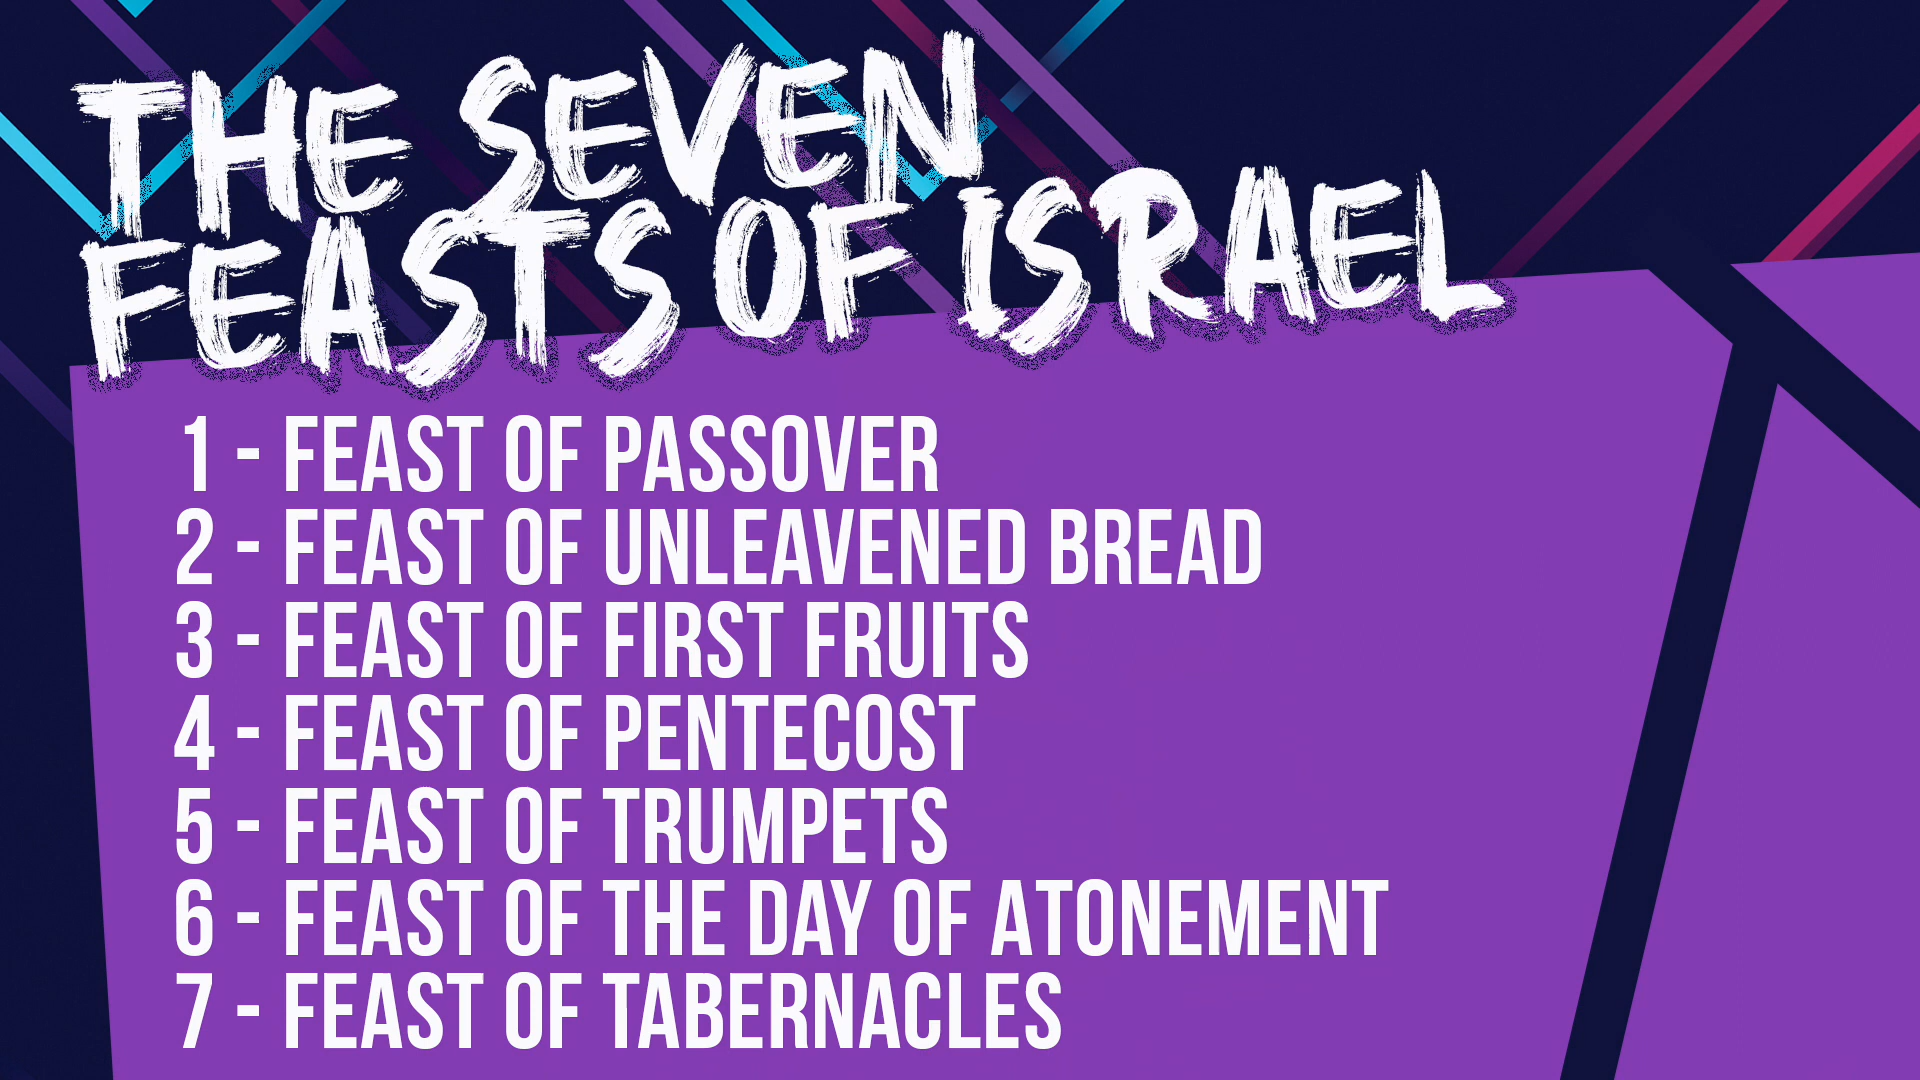 THE SEVEN
FEASTS OF ISRAEL
1 - FEAST OF PASSOVER
2 - FEAST OF UNLEAVENED BREAD
3 - FEAST OF FIRST FRUITS
4 - FEAST OF PENTECOST
5 - FEAST OF TRUMPETS
6 - FEAST OF THE DAY OF ATONEMENT
7 - FEAST OF TABERNACLES